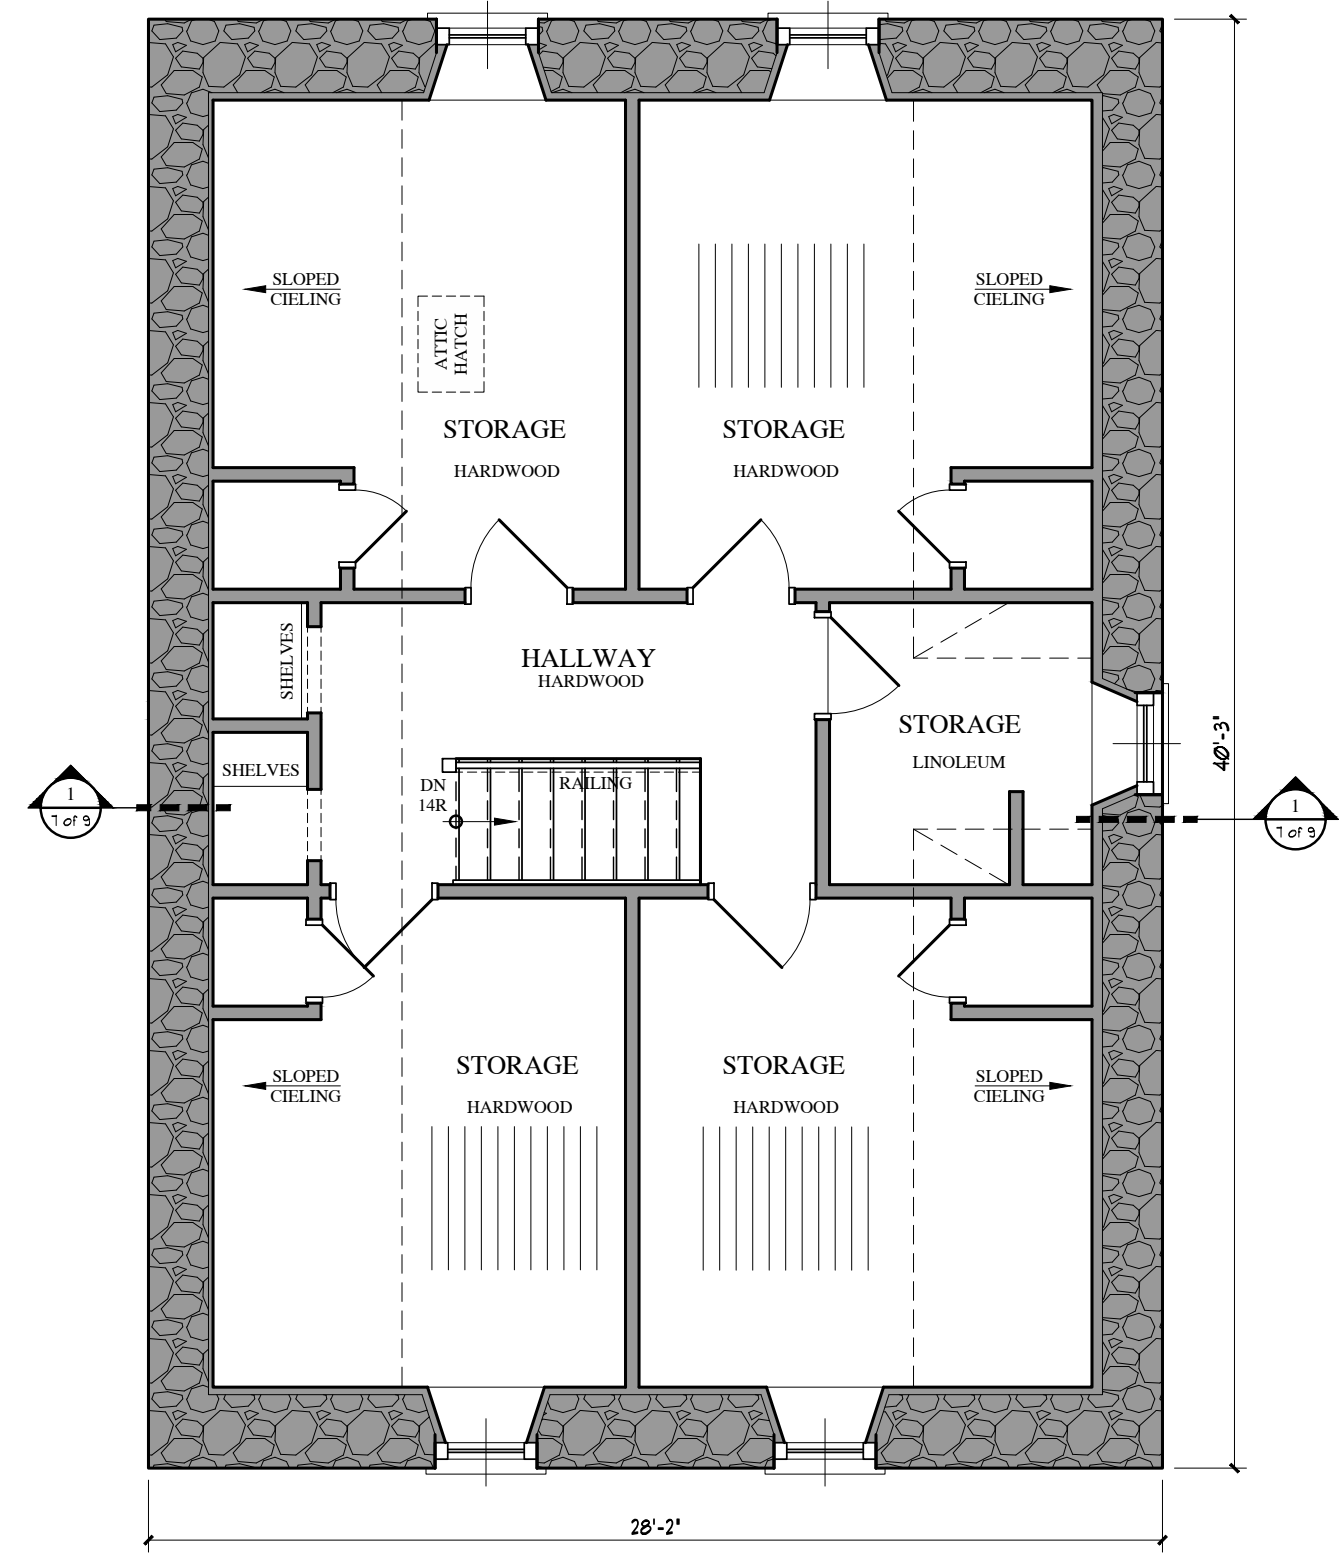 SLOPED
CIELING
SLOPED
CIELING
ATTIC
HATCH
STORAGE
HARDWOOD
STORAGE
HARDWOOD
SHELVES
HALLWAY
HARDWOOD
STORAGE
LINOLEUM
40'-3"
SHELVES
DN
14R
RAILING
1
7 of 9
1
7 of 9
STORAGE
HARDWOOD
STORAGE
HARDWOOD
SLOPED
CIELING
SLOPED
CIELING
28'-2"